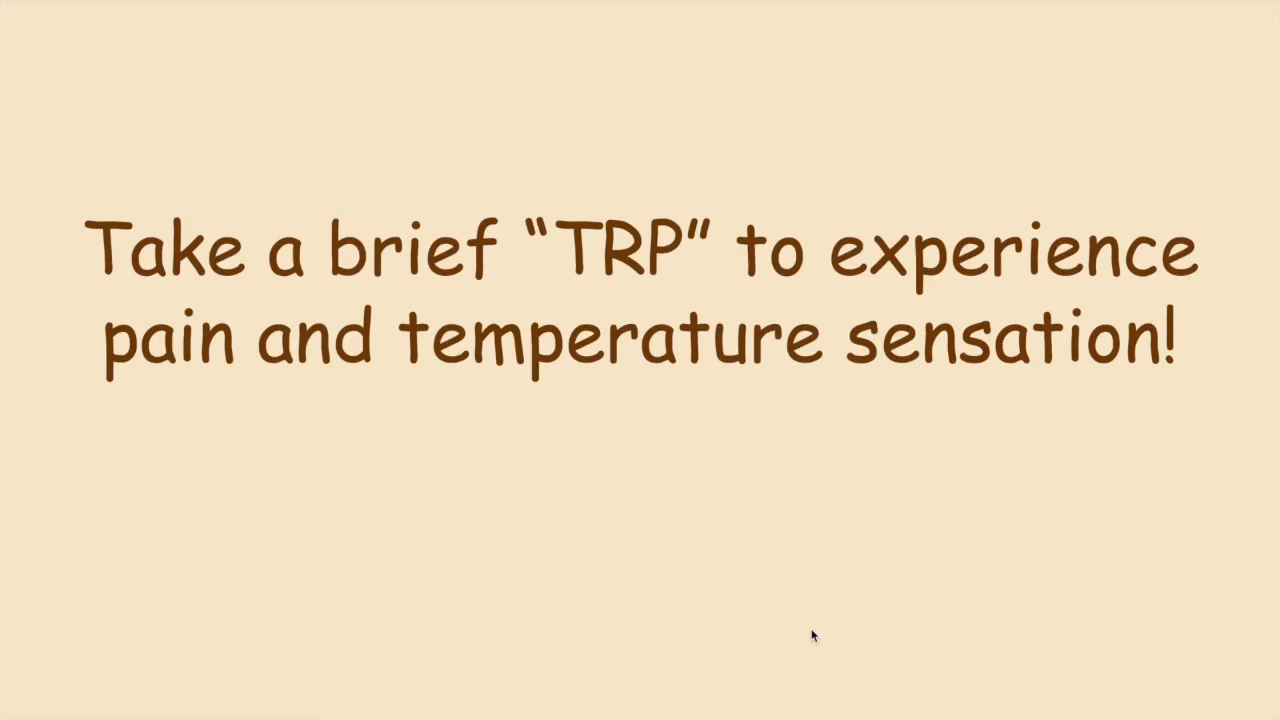 Take a brief “TRP” to experience
pain and temperature sensation!